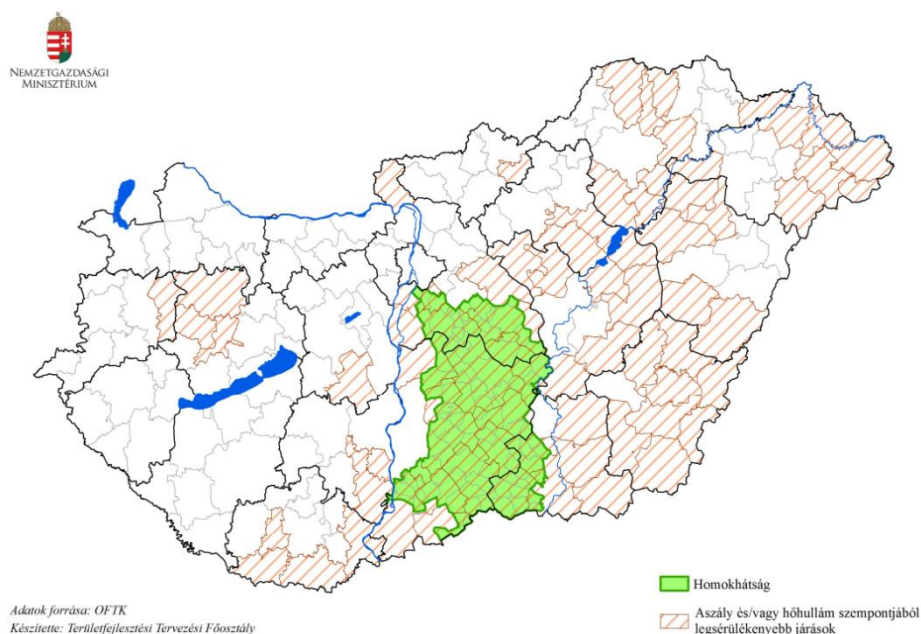 NEMZETGAZDASÁGI
MINISZTÉRIUM
Homokhátság
Aszály és/vagy hőhullám szempontjából
legsérülékenyebb járások
Adatok forrása: OFTK
Készítette: Területfejlesztési Tervezési Főosztály